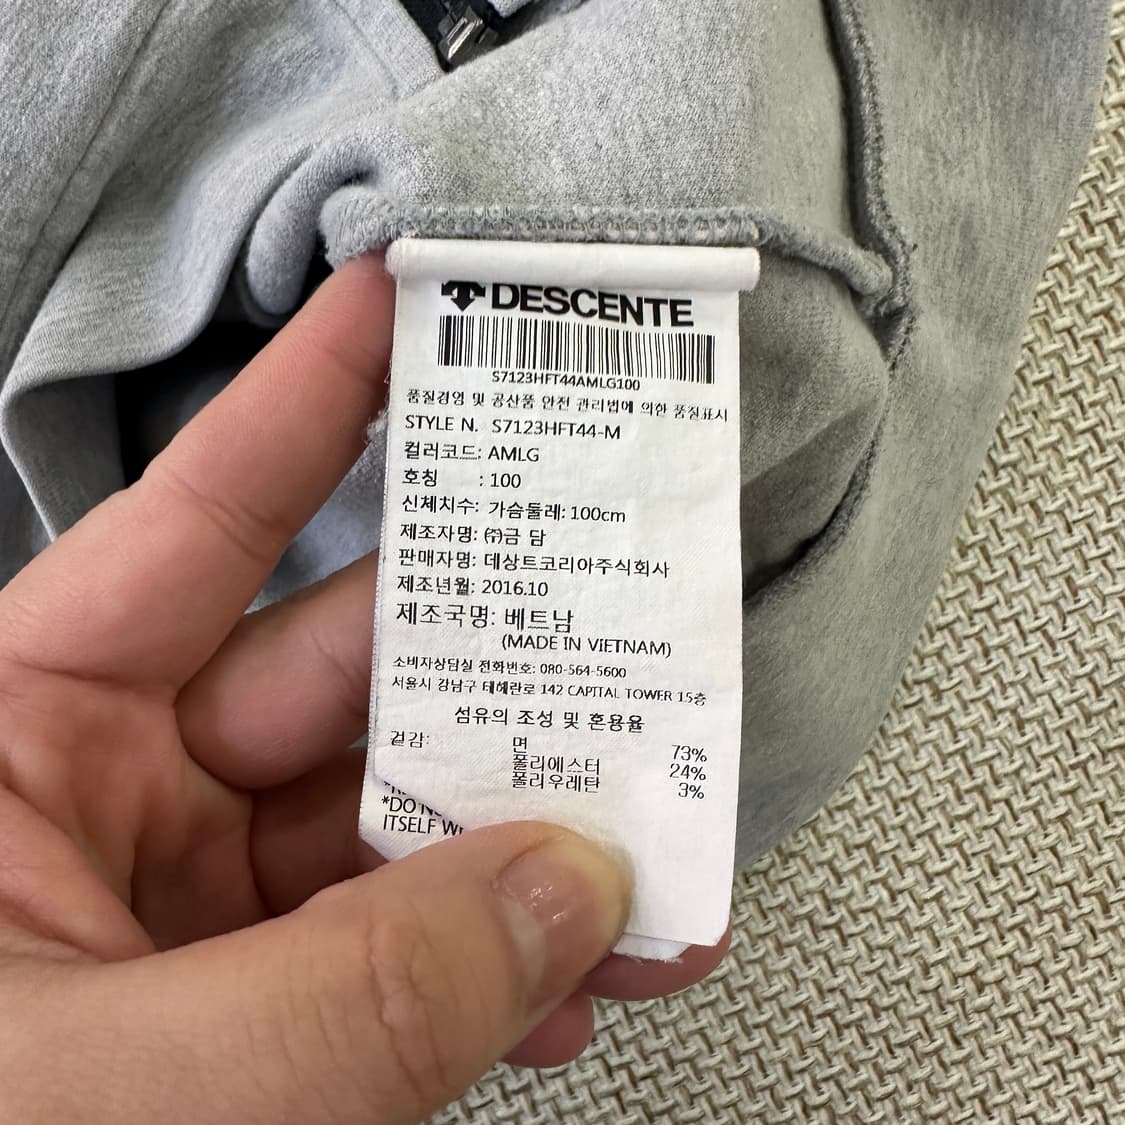 DESCENTE
S7123HFT44AMLG100
품질경영 및 공산품 안전 관리법에 의한 품질표시
STYLE N. S7123HFT44-M
컬러코드: AMLG
호칭 : 100
신체치수: 가슴둘레: 100cm
제조자명: ㈜금 담
판매자명: 데상트코리아주식회사
제조년월: 2016.10
제조국명: 베트남
(MADE IN VIETNAM)
소비자상담실 전화번호: 080-564-5600
서울시 강남구 테헤란로 142 CAPITAL TOWER 15층
섬유의 조성 및 혼용율
겉감: 면 73%
폴리에스터 24%
폴리우레탄 3%
*DO
ITSELF